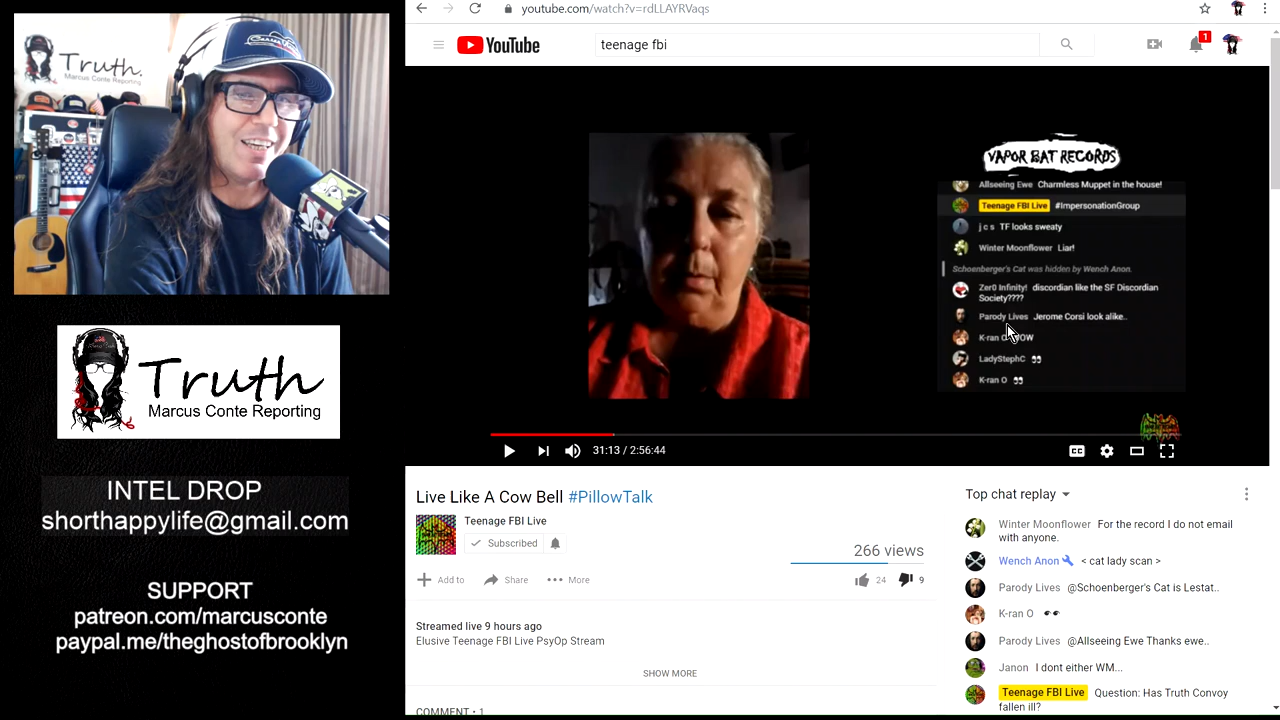 Truth.
Marcus Conte Reporting
Truth
Marcus Conte Reporting
INTEL DROP
shorthappylife@gmail.com
SUPPORT
patreon.com/marcusconte
paypal.me/theghostofbrooklyn
youtube.com/watch?v=rdLLAYRVaqs
YouTube
teenage fbi
1
VAPOR BAT RECORDS
Allseeing Ewe Charmless Muppet in the house!
Teenage FBI Live #ImpersonationGroup
j c s TF looks sweaty
Winter Moonflower Liar!
Schoenberger's Cat was hidden by Wench Anon.
Zer0 Infinity! discordian like the SF Discordian
Society????
Parody Lives Jerome Corsi look alike..
K-ran O WOW
LadyStephC
K-ran O
31:13 / 2:56:44
CC
Live Like A Cow Bell #PillowTalk
Teenage FBI Live
Subscribed
266 views
Add to
Share
More
24
9
Streamed live 9 hours ago
Elusive Teenage FBI Live PsyOp Stream
SHOW MORE
COMMENT • 1
Top chat replay
Winter Moonflower For the record I do not email
with anyone.
Wench Anon < cat lady scan >
Parody Lives @Schoenberger's Cat is Lestat..
K-ran O
Parody Lives @Allseeing Ewe Thanks ewe..
Janon I dont either WM...
Teenage FBI Live Question: Has Truth Convoy
fallen ill?